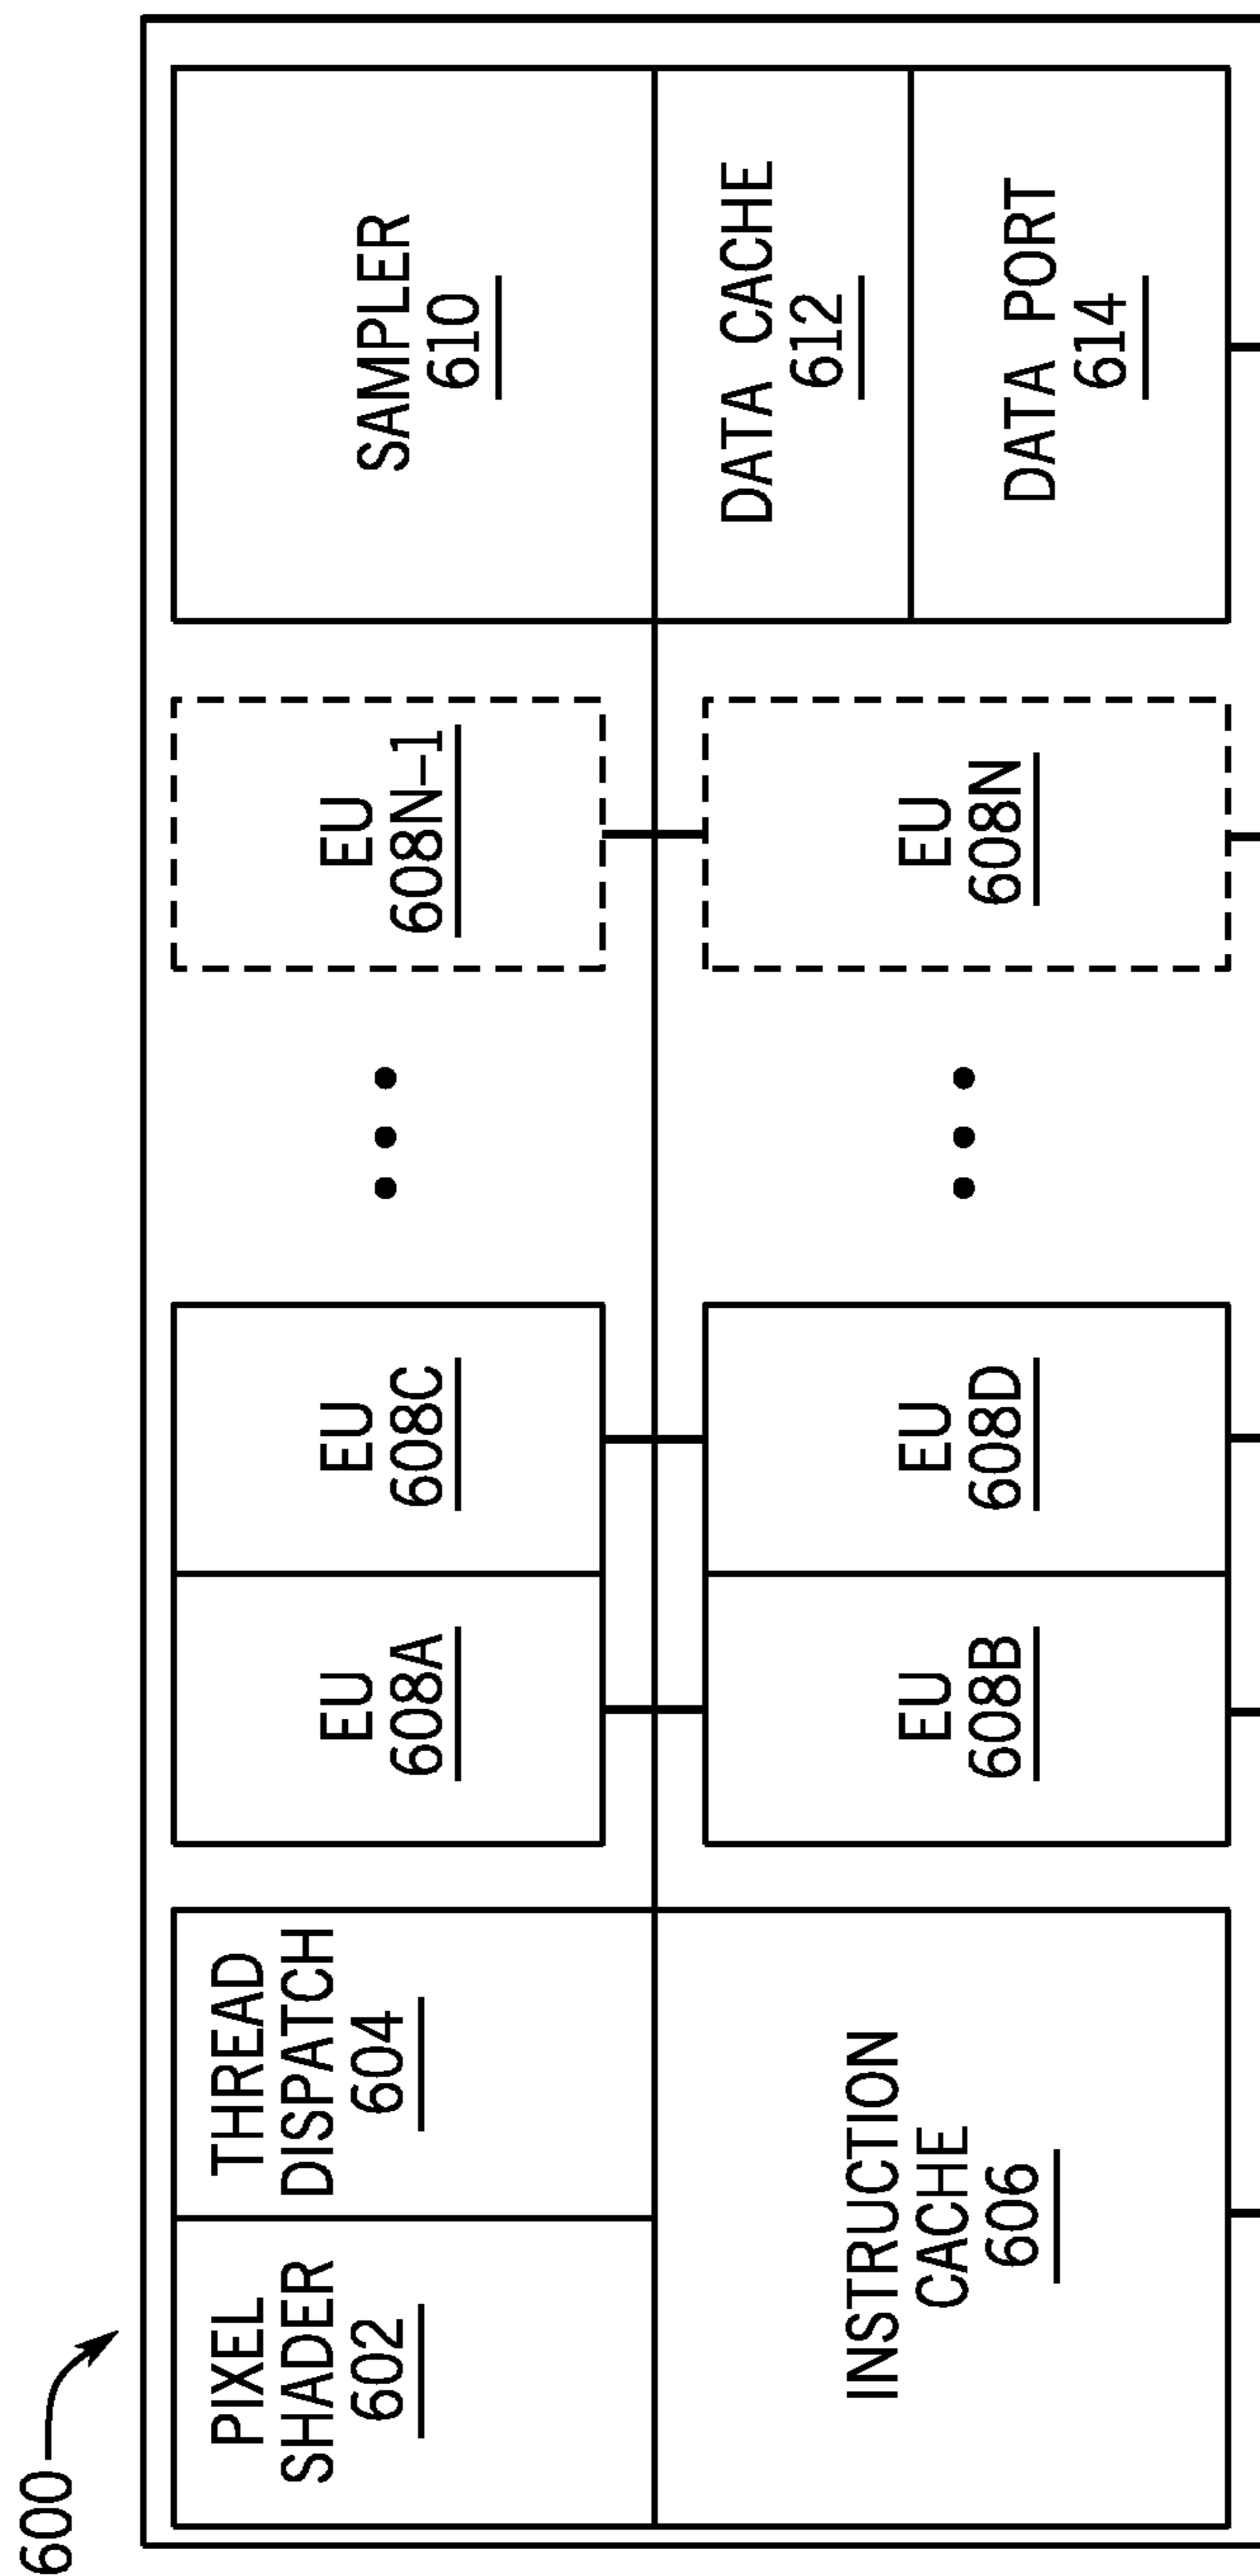 600
PIXEL
SHADER
602
THREAD
DISPATCH
604
EU
608A
EU
608C
EU
608N-1
SAMPLER
610
INSTRUCTION
CACHE
606
EU
608B
EU
608D
EU
608N
DATA CACHE
612
DATA PORT
614